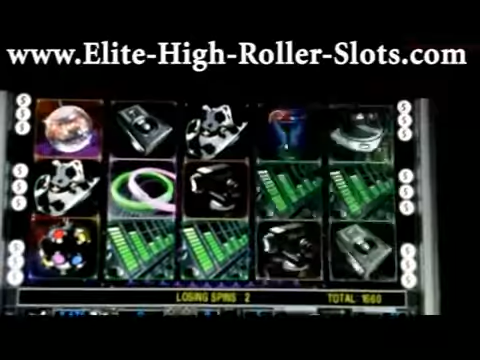 www.Elite-High-Roller-Slots.com
LOSING SPINS 2 TOTAL 1660